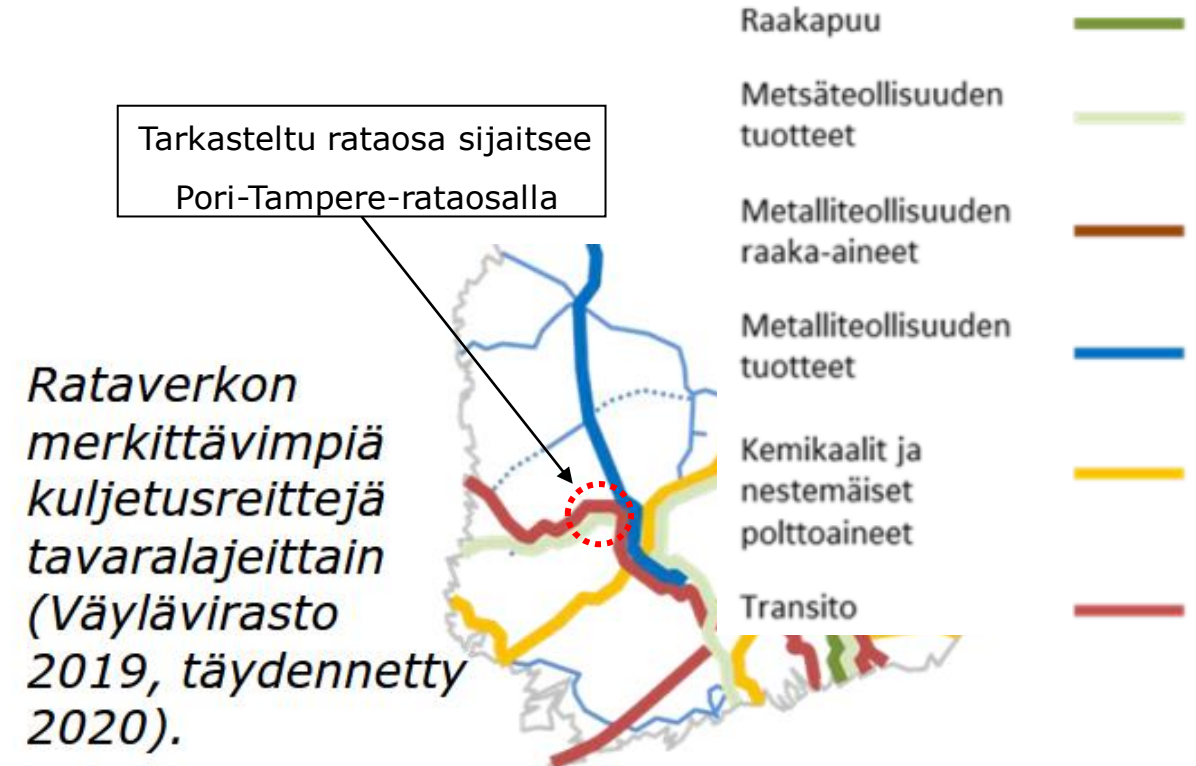 Tarkasteltu rataosa sijaitsee
Pori-Tampere-rataosalla
Rataverkon
merkittävimpiä
kuljetusreittejä
tavaralajeittain
(Väylävirasto
2019, täydennetty
2020).
Raakapuu
Metsäteollisuuden
tuotteet
Metalliteollisuuden
raaka-aineet
Metalliteollisuuden
tuotteet
Kemikaalit ja
nestemäiset
polttoaineet
Transito